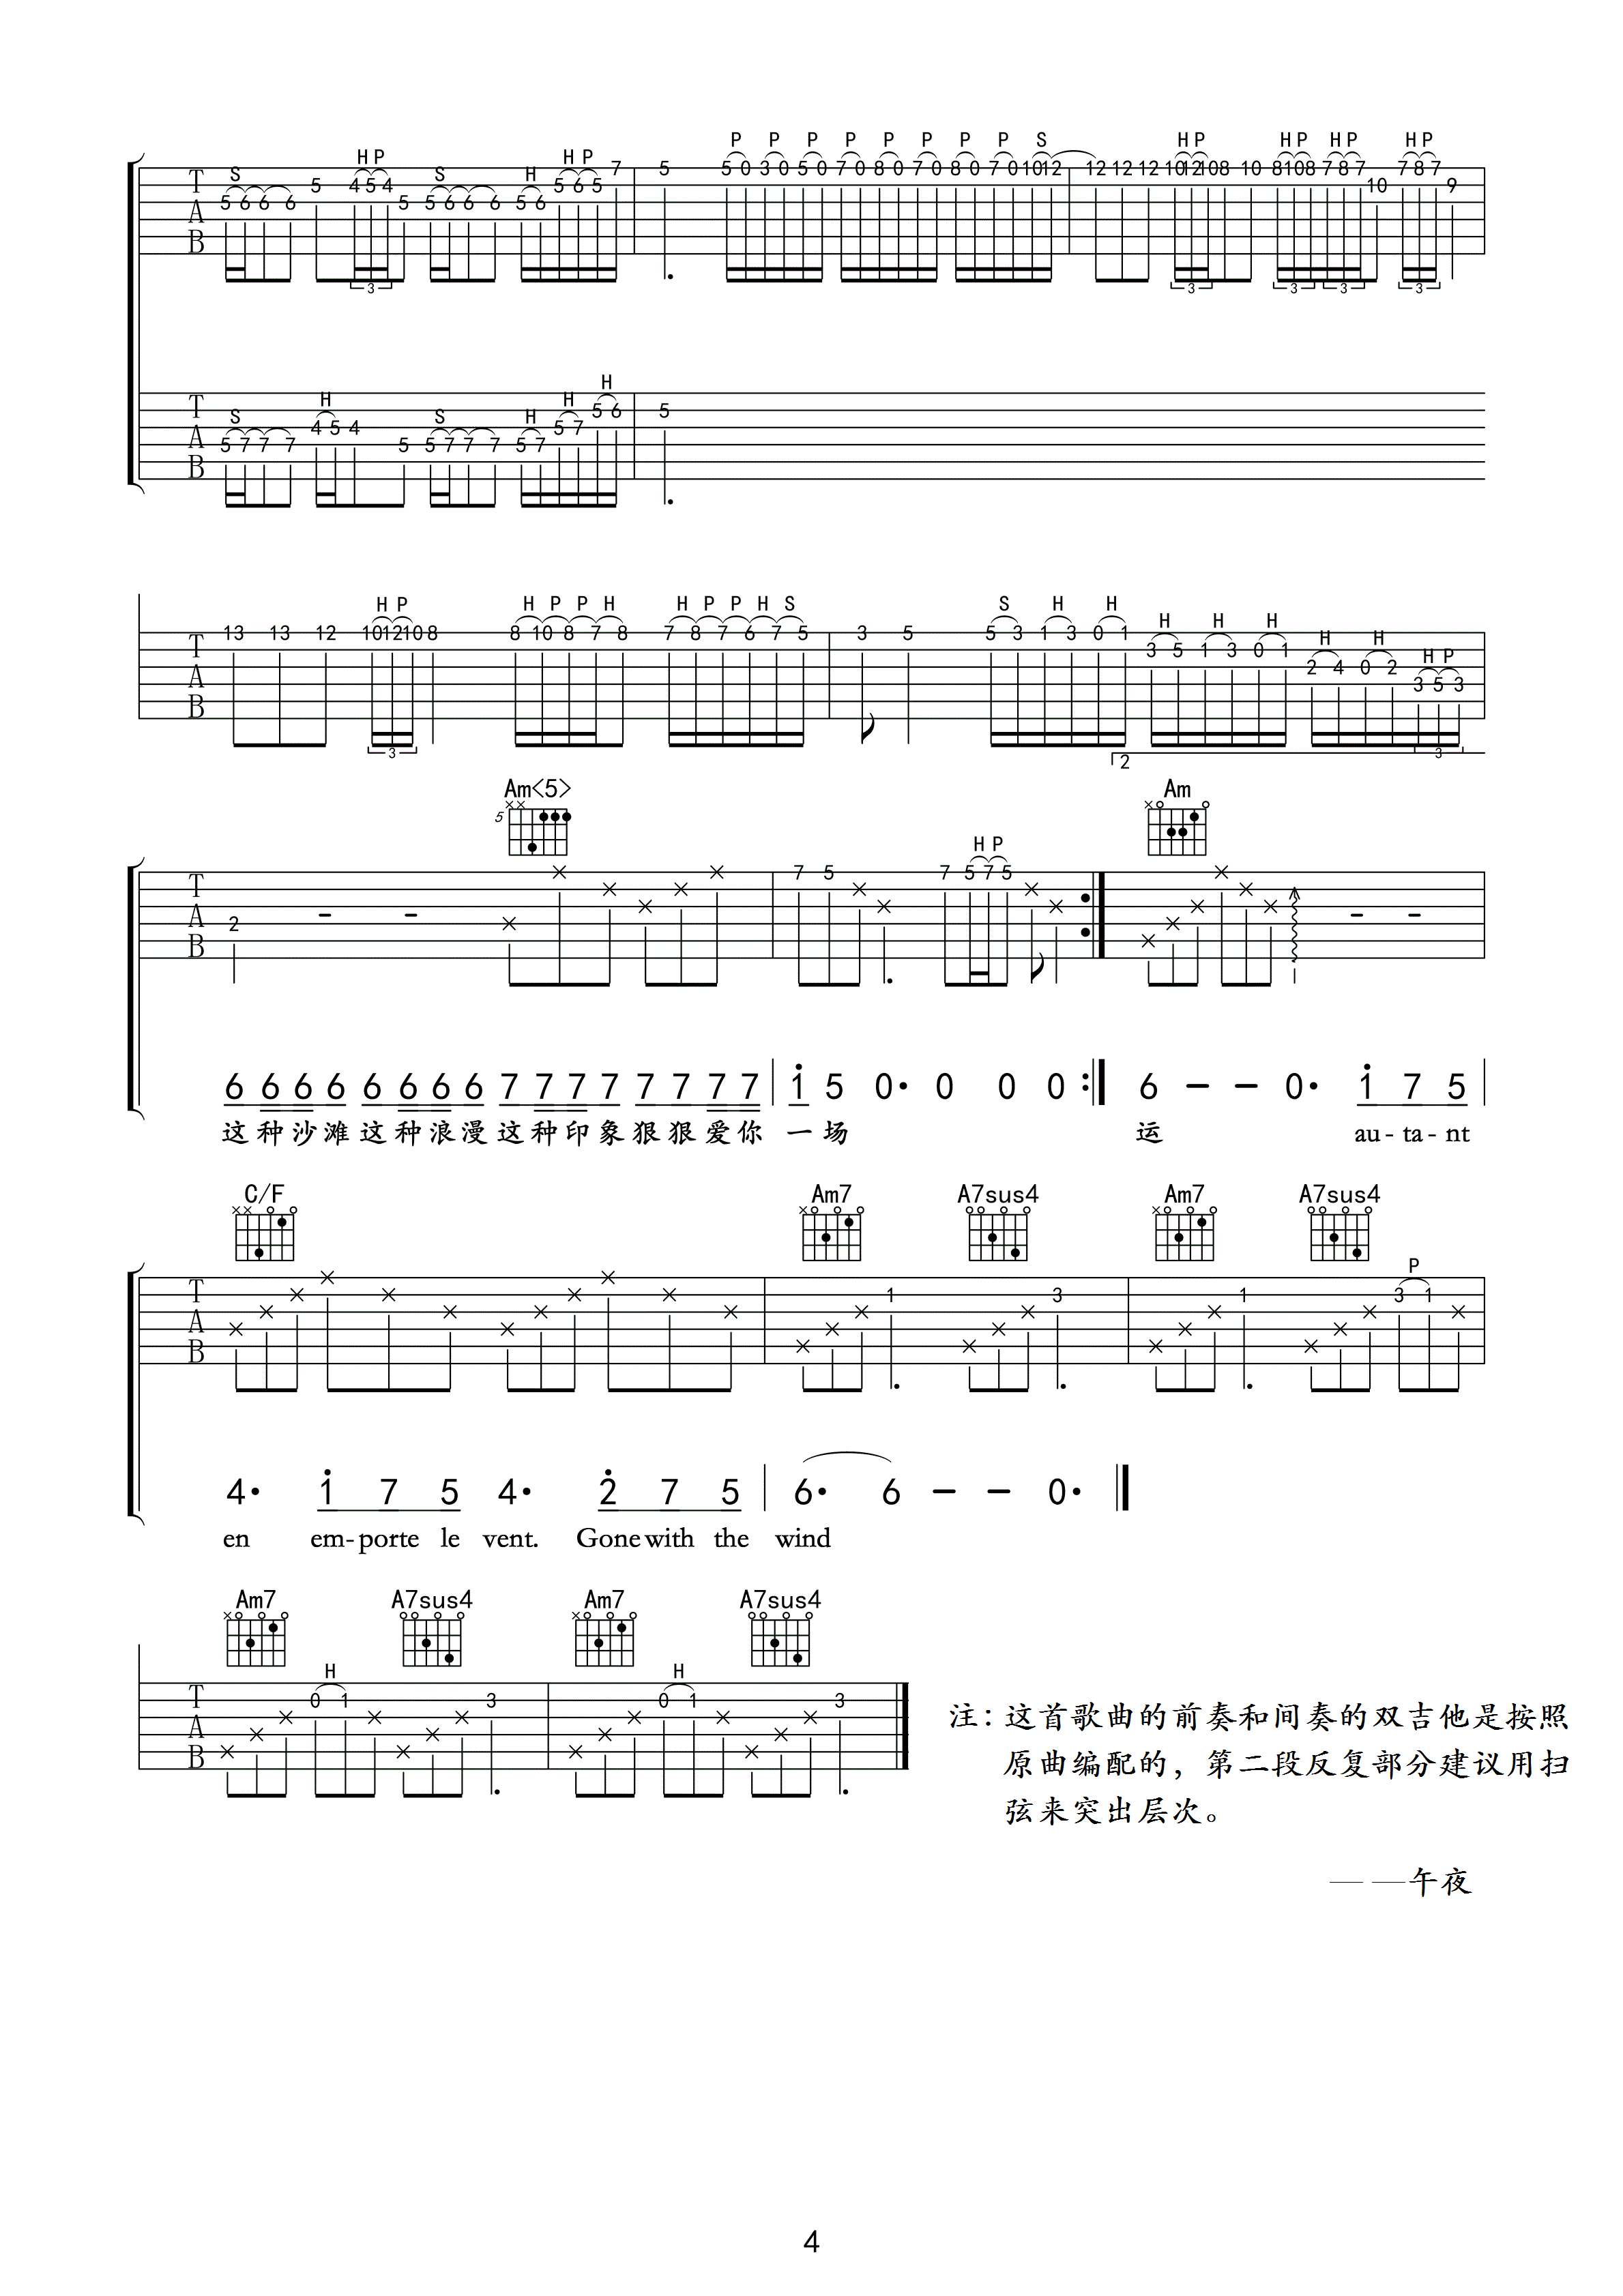 S H P S H H P P P P P P P P P S H P H P H P H P
T 5 6 6 6 5 4 5 4 5 5 6 6 6 5 6 5 6 5 7 5 5 0 3 0 5 0 7 0 8 0 7 0 8 0 7 0 10 12 12 12 12 10 12 10 8 10 8 10 8 7 8 7 10 7 8 7 9
A
B
3 3 3 3
S H S H H H
T 5 7 7 7 4 5 4 5 5 7 7 7 5 7 5 7 5 6 5
A
B
H P H P P H H P P H S S H H H H H H H H P
13 13 12 10 12 10 8 8 10 8 7 8 7 8 7 6 7 5 3 5 5 3 1 3 0 1 3 5 1 3 0 1 2 4 0 2 3 5 3
T
A
B
3 3
2
Am<5> Am
5
H P
T 2 - - 7 5 7 5 7 5 - -
A
B
6 6 6 6 6 6 6 6 7 7 7 7 7 7 7 7 1 5 0· 0 0 0 6 - - 0· 1 7 5
这种沙滩这种浪漫这种印象狠狠爱你一场 运 au-ta-nt
C/F Am7 A7sus4 Am7 A7sus4
P
T 1 3 1 3 1
A
B
4· 1 7 5 4· 2 7 5 6· 6 - - 0·
en em-porte le vent. Gone with the wind
Am7 A7sus4 Am7 A7sus4
H H
T 0 1 3 0 1 3
A
B
注：这首歌曲的前奏和间奏的双吉他是按照
原曲编配的，第二段反复部分建议用扫
弦来突出层次。
— —午夜
4